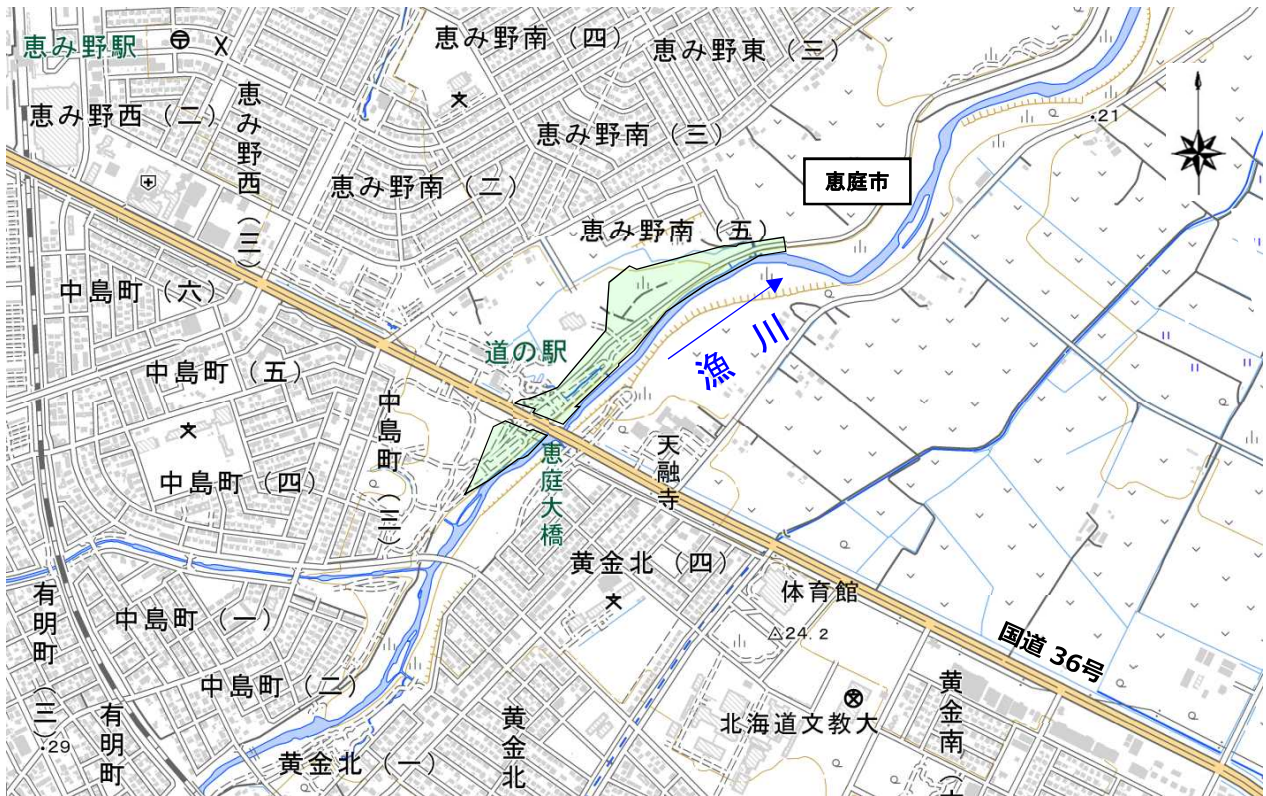 恵み野駅
恵み野南（四）
恵み野東（三）
恵み野西（二）
恵み野西（三）
恵み野南（三）
・21
恵み野南（二）
恵庭市
恵み野南（五）
中島町（六）
漁川
道の駅
中島町（五）
中島町（三）
恵庭大橋
天融寺
中島町（四）
黄金北（四）
体育館
有明町（三）
中島町（一）
24.2
国道 36号
中島町（二）
黄金南（
有明町
黄金北
北海道文教大
・29
黄金北（一）